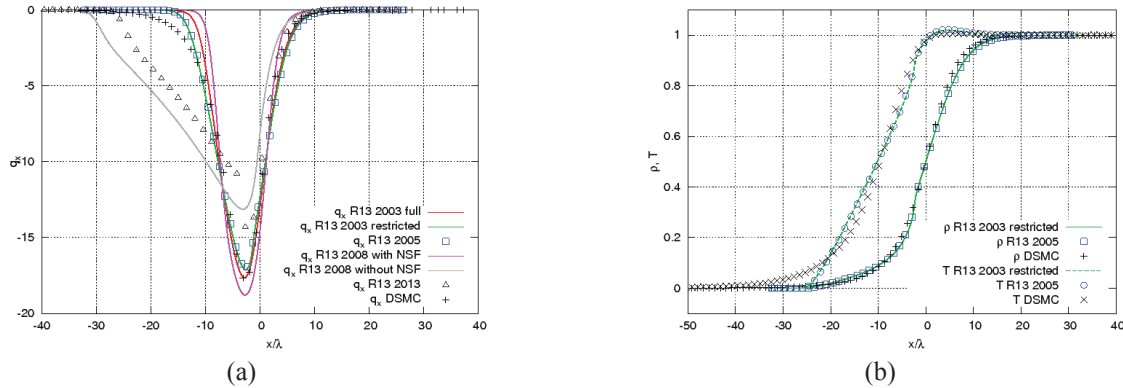 0
-5
-10
-15
-20
q_x
-40
-30
-20
-10
0
10
20
30
40
x/λ
q_x R13 2003 full
q_x R13 2003 restricted
q_x R13 2005
q_x R13 2008 with NSF
q_x R13 2008 without NSF
q_x R13 2013
q_x DSMC
(a)
1
0.8
0.6
0.4
0.2
0
ρ, T
-50
-40
-30
-20
-10
0
10
20
30
40
x/λ
ρ R13 2003 restricted
ρ R13 2005
ρ DSMC
T R13 2003 restricted
T R13 2005
T DSMC
(b)